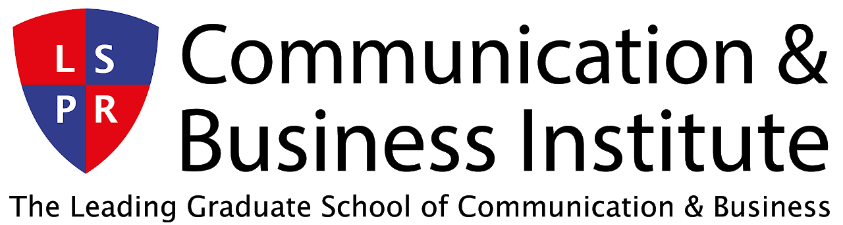 L S
P R
Communication &
Business Institute
The Leading Graduate School of Communication & Business